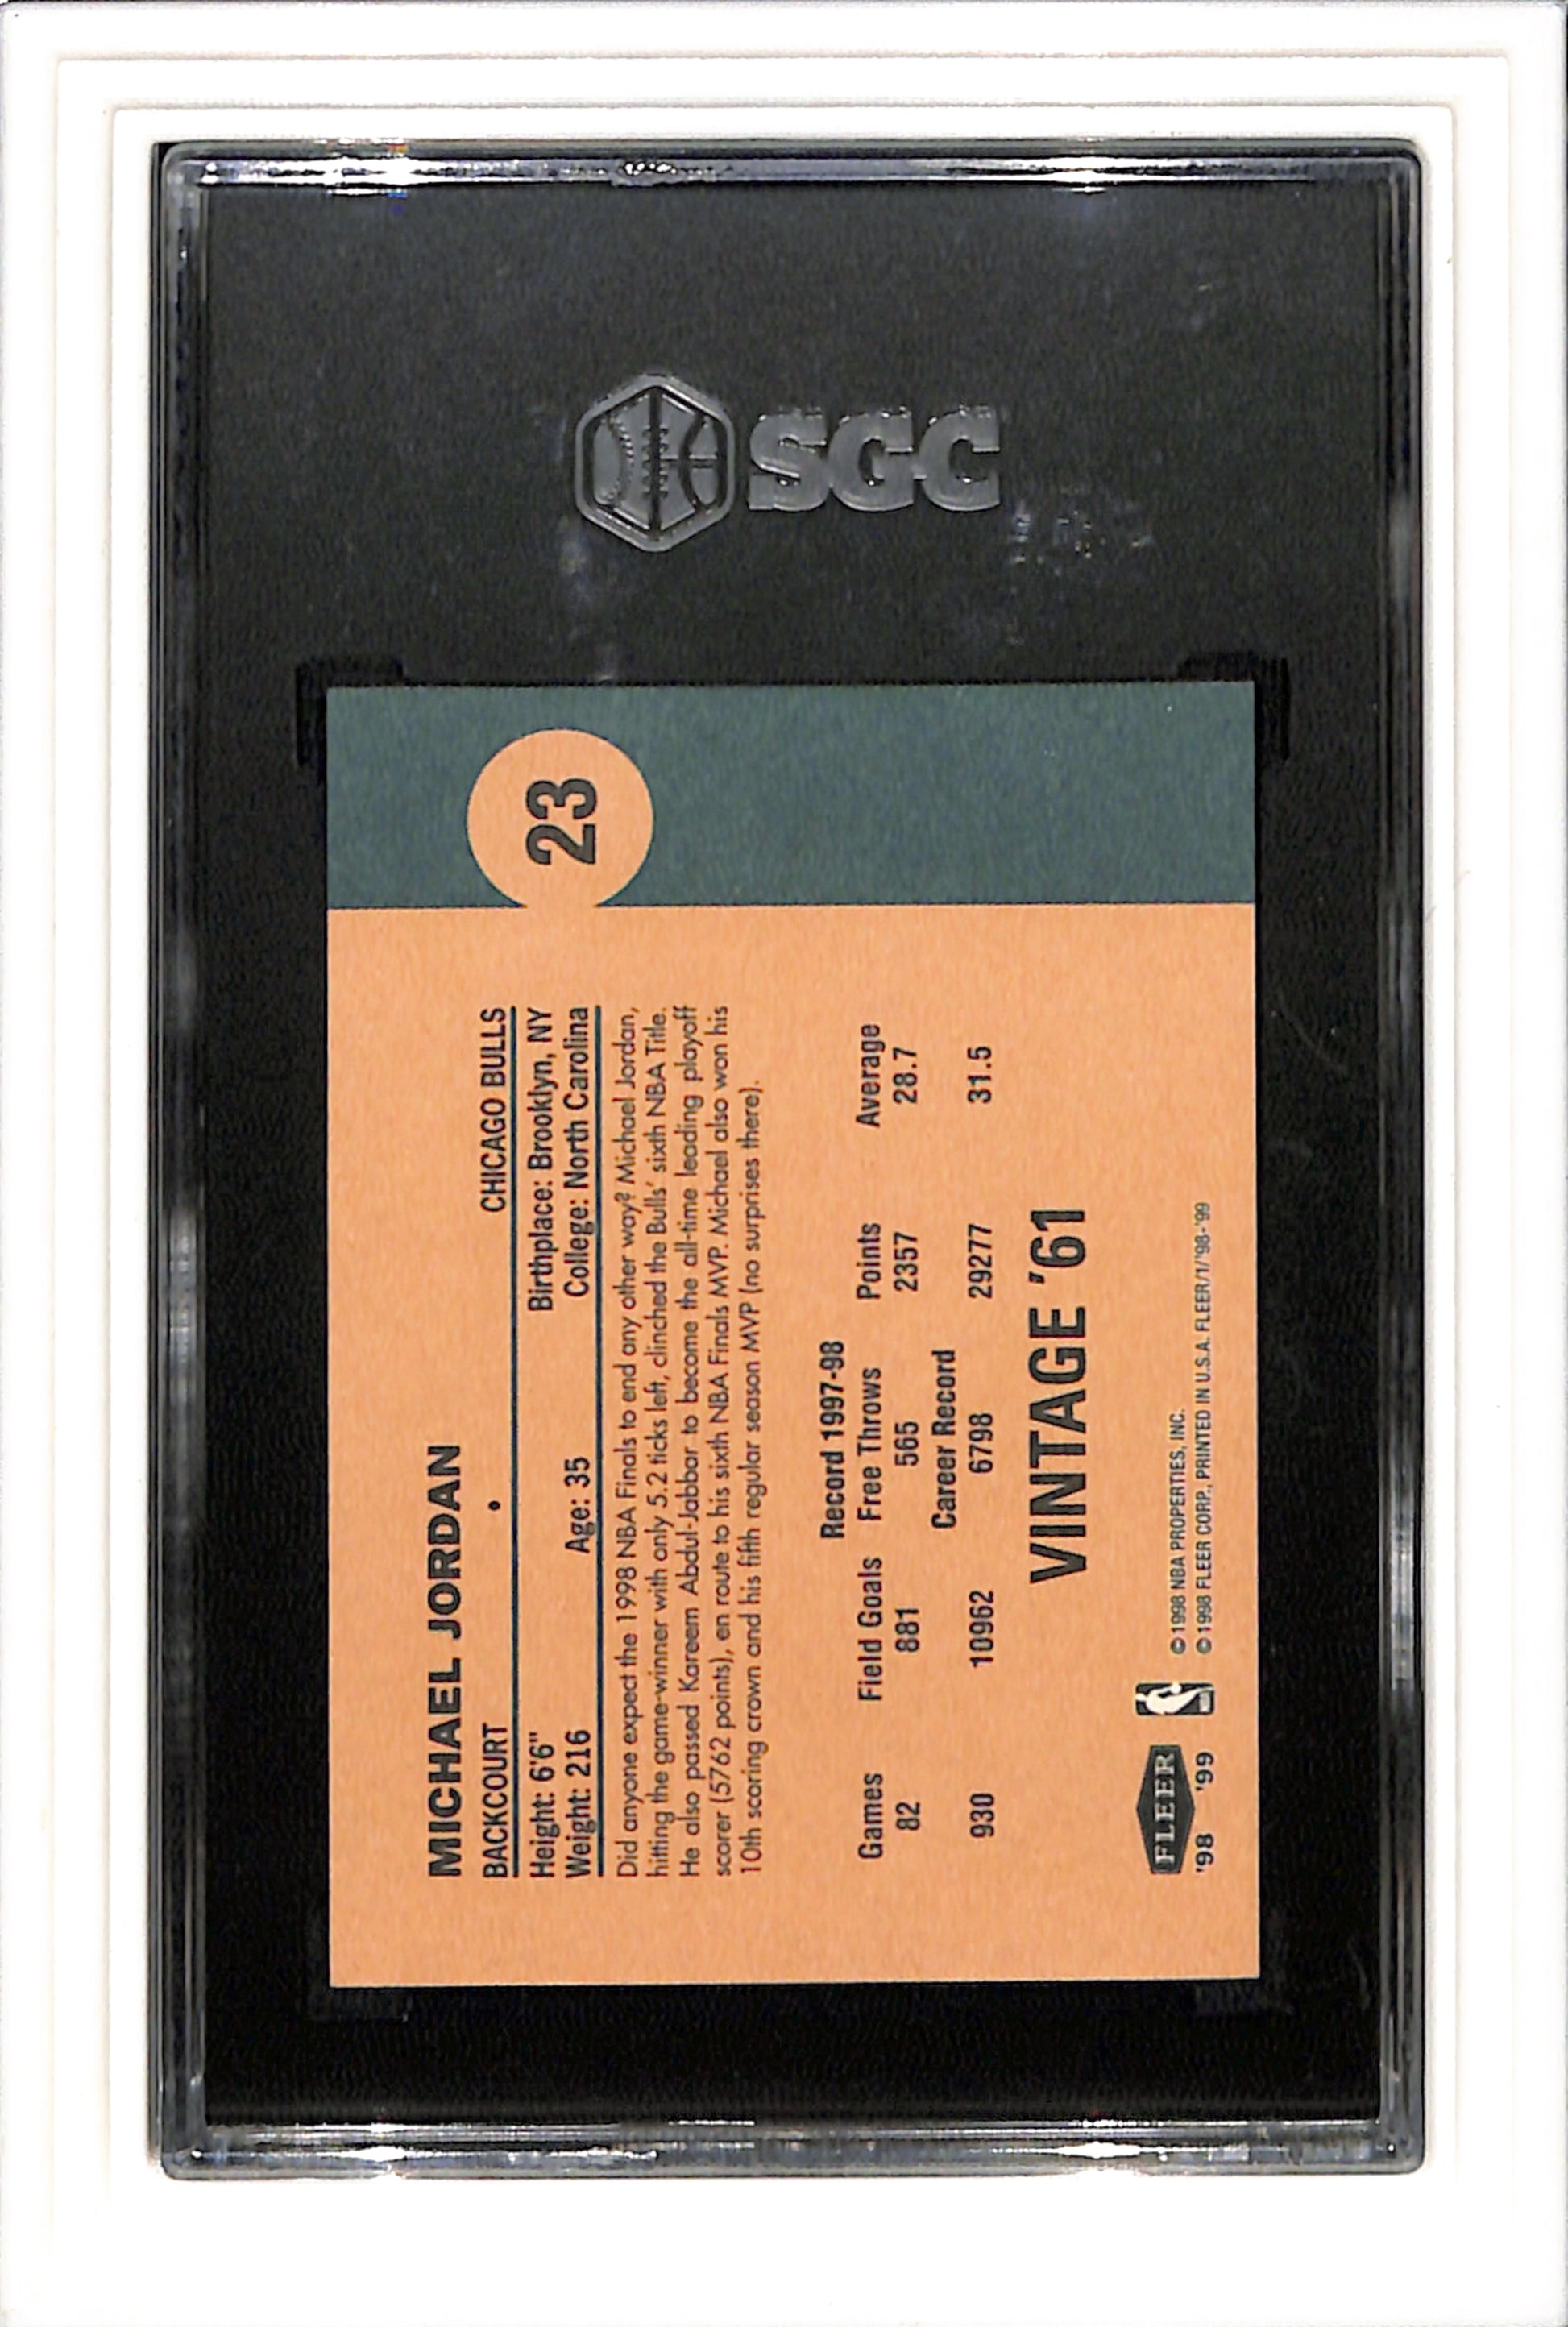 SGC
23
MICHAEL JORDAN
BACKCOURT CHICAGO BULLS
Height: 6'6" Birthplace: Brooklyn, NY
Weight: 216 Age: 35 College: North Carolina
Did anyone expect the 1998 NBA Finals to end any other way? Michael Jordan,
hitting the game-winner with only 5.2 ticks left, clinched the Bulls' sixth NBA Title.
He also passed Kareem Abdul-Jabbar to become the all-time leading playoff
scorer (5762 points), en route to his sixth NBA Finals MVP. Michael also won his
10th scoring crown and his fifth regular season MVP (no surprises there).
Record 1997-98
Games Field Goals Free Throws Points Average
82 881 565 2357 28.7
Career Record
930 10962 6798 29277 31.5
VINTAGE '61
FLEER
'98 '99
©1998 NBA PROPERTIES, INC.
©1998 FLEER CORP., PRINTED IN U.S.A. FLEER/1/'98-'99